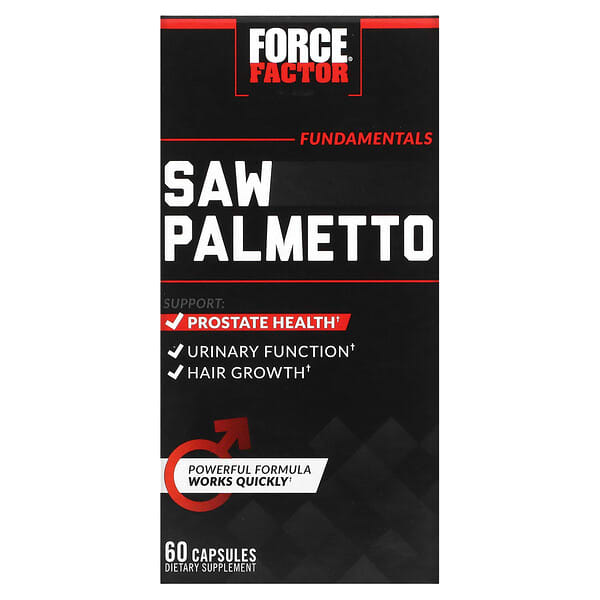 FORCE®
FACTOR
FUNDAMENTALS
SAW
PALMETTO
SUPPORT:
PROSTATE HEALTH†
URINARY FUNCTION†
HAIR GROWTH†
POWERFUL FORMULA
WORKS QUICKLY†
60 CAPSULES
DIETARY SUPPLEMENT